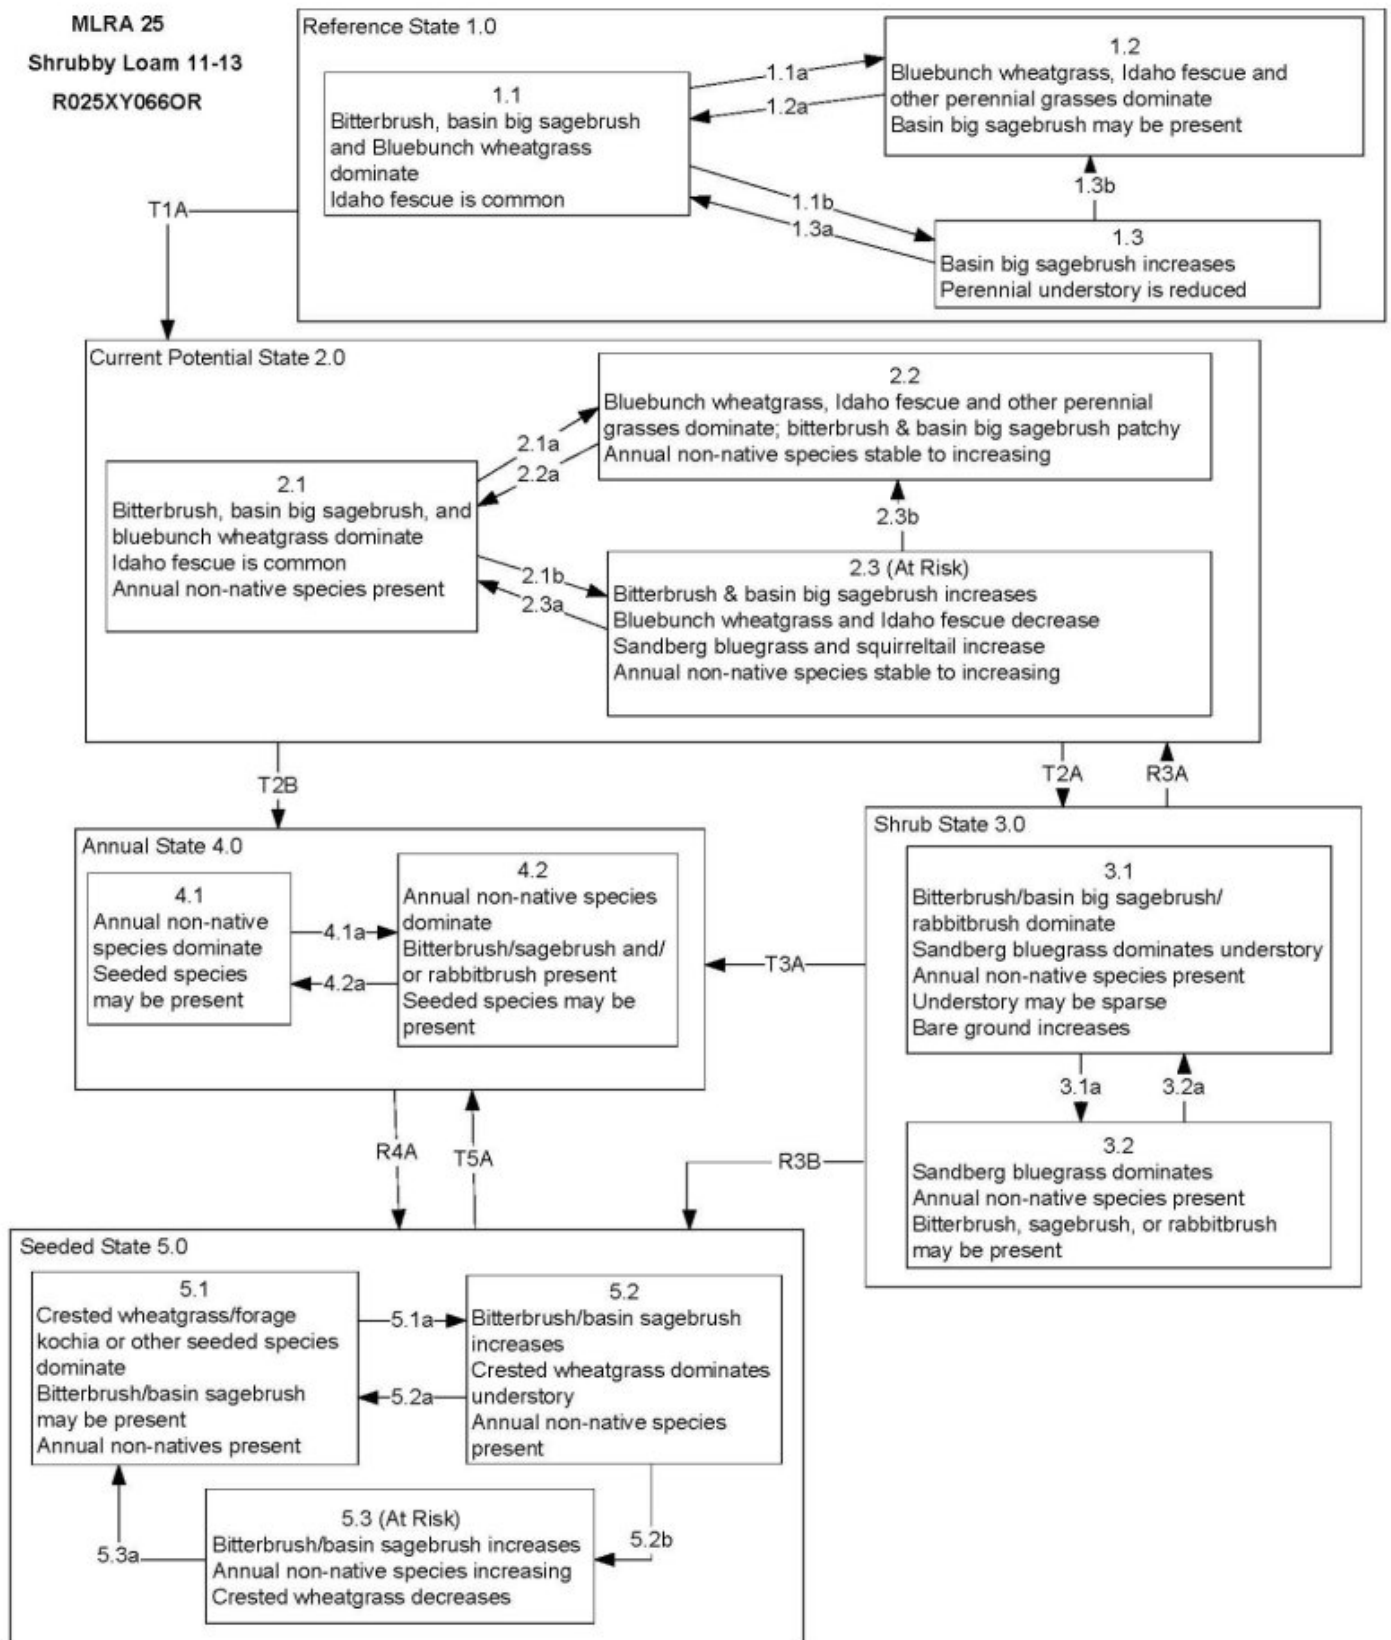 MLRA 25
Shrubby Loam 11-13
R025XY066OR
Reference State 1.0
1.1
Bitterbrush, basin big sagebrush
and Bluebunch wheatgrass
dominate
Idaho fescue is common
1.1a
1.2a
1.2
Bluebunch wheatgrass, Idaho fescue and
other perennial grasses dominate
Basin big sagebrush may be present
1.1b
1.3a
1.3b
1.3
Basin big sagebrush increases
Perennial understory is reduced
T1A
Current Potential State 2.0
2.1
Bitterbrush, basin big sagebrush, and
bluebunch wheatgrass dominate
Idaho fescue is common
Annual non-native species present
2.1a
2.2a
2.2
Bluebunch wheatgrass, Idaho fescue and other perennial
grasses dominate; bitterbrush & basin big sagebrush patchy
Annual non-native species stable to increasing
2.3b
2.1b
2.3a
2.3 (At Risk)
Bitterbrush & basin big sagebrush increases
Bluebunch wheatgrass and Idaho fescue decrease
Sandberg bluegrass and squirreltail increase
Annual non-native species stable to increasing
T2B
T2A
R3A
Annual State 4.0
4.1
Annual non-native
species dominate
Seeded species
may be present
4.1a
4.2a
4.2
Annual non-native species
dominate
Bitterbrush/sagebrush and/
or rabbitbrush present
Seeded species may be
present
T3A
Shrub State 3.0
3.1
Bitterbrush/basin big sagebrush/
rabbitbrush dominate
Sandberg bluegrass dominates understory
Annual non-native species present
Understory may be sparse
Bare ground increases
3.1a
3.2a
3.2
Sandberg bluegrass dominates
Annual non-native species present
Bitterbrush, sagebrush, or rabbitbrush
may be present
R4A
T5A
R3B
Seeded State 5.0
5.1
Crested wheatgrass/forage
kochia or other seeded species
dominate
Bitterbrush/basin sagebrush
may be present
Annual non-natives present
5.1a
5.2a
5.2
Bitterbrush/basin sagebrush
increases
Crested wheatgrass dominates
understory
Annual non-native species
present
5.3a
5.3 (At Risk)
Bitterbrush/basin sagebrush increases
Annual non-native species increasing
Crested wheatgrass decreases
5.2b